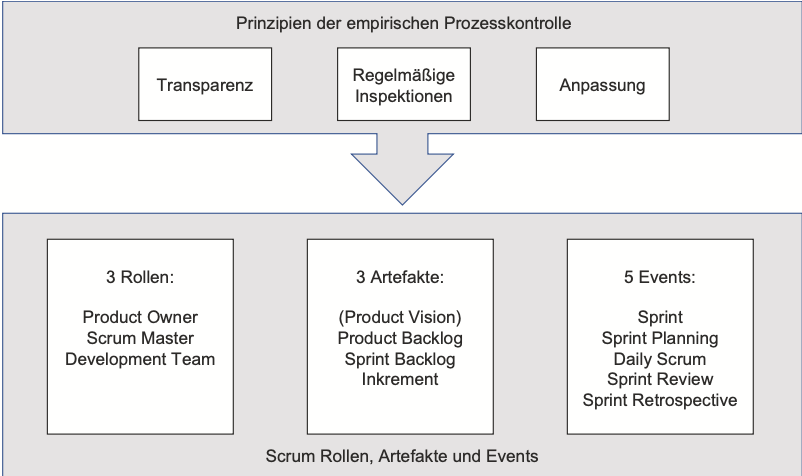 Prinzipien der empirischen Prozesskontrolle
Transparenz
Regelmäßige
Inspektionen
Anpassung
3 Rollen:
Product Owner
Scrum Master
Development Team
3 Artefakte:
(Product Vision)
Product Backlog
Sprint Backlog
Inkrement
5 Events:
Sprint
Sprint Planning
Daily Scrum
Sprint Review
Sprint Retrospective
Scrum Rollen, Artefakte und Events